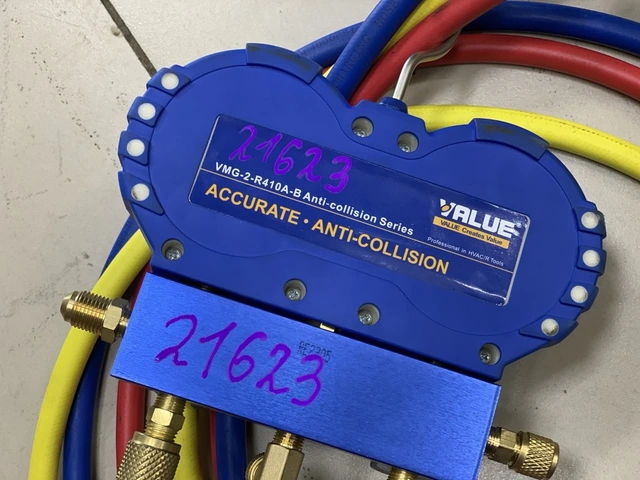 21623
VMG-2-R410A-B Anti-collision Series
ACCURATE • ANTI-COLLISION
VALUE
VALUE Creates Value
Professional in HVAC/R Tools
21623